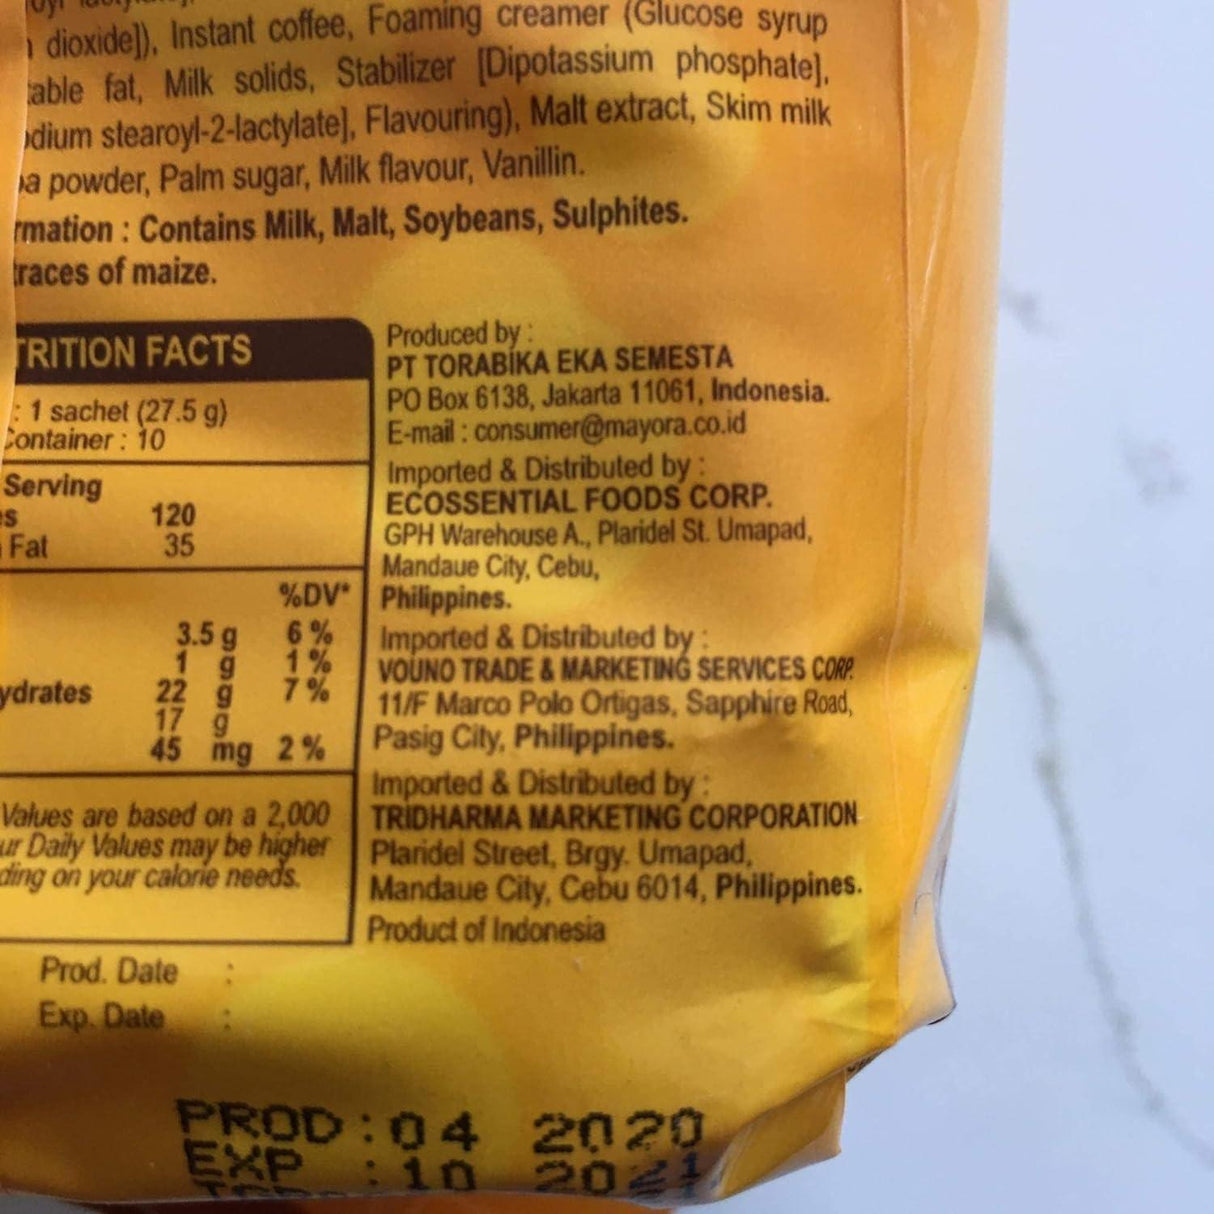 dioxide]), Instant coffee, Foaming creamer (Glucose syrup
fat, Milk solids, Stabilizer [Dipotassium phosphate],
stearoyl-2-lactylate], Flavouring), Malt extract, Skim milk
powder, Palm sugar, Milk flavour, Vanillin.
rmation : Contains Milk, Malt, Soybeans, Sulphites.
traces of maize.
TRITION FACTS
: 1 sachet (27.5 g)
Container : 10
Serving
es 120
Fat 35
%DV*
3.5 g 6 %
1 g 1 %
ydrates 22 g 7 %
17 g
45 mg 2 %
Values are based on a 2,000
ur Daily Values may be higher
ding on your calorie needs.
Produced by :
PT TORABIKA EKA SEMESTA
PO Box 6138, Jakarta 11061, Indonesia.
E-mail : consumer@mayora.co.id
Imported & Distributed by :
ECOSSENTIAL FOODS CORP.
GPH Warehouse A., Plaridel St. Umapad,
Mandaue City, Cebu,
Philippines.
Imported & Distributed by :
VOUNO TRADE & MARKETING SERVICES CORP.
11/F Marco Polo Ortigas, Sapphire Road,
Pasig City, Philippines.
Imported & Distributed by :
TRIDHARMA MARKETING CORPORATION
Plaridel Street, Brgy. Umapad,
Mandaue City, Cebu 6014, Philippines.
Product of Indonesia
Prod. Date :
Exp. Date :
PROD : 04 2020
EXP : 10 2021